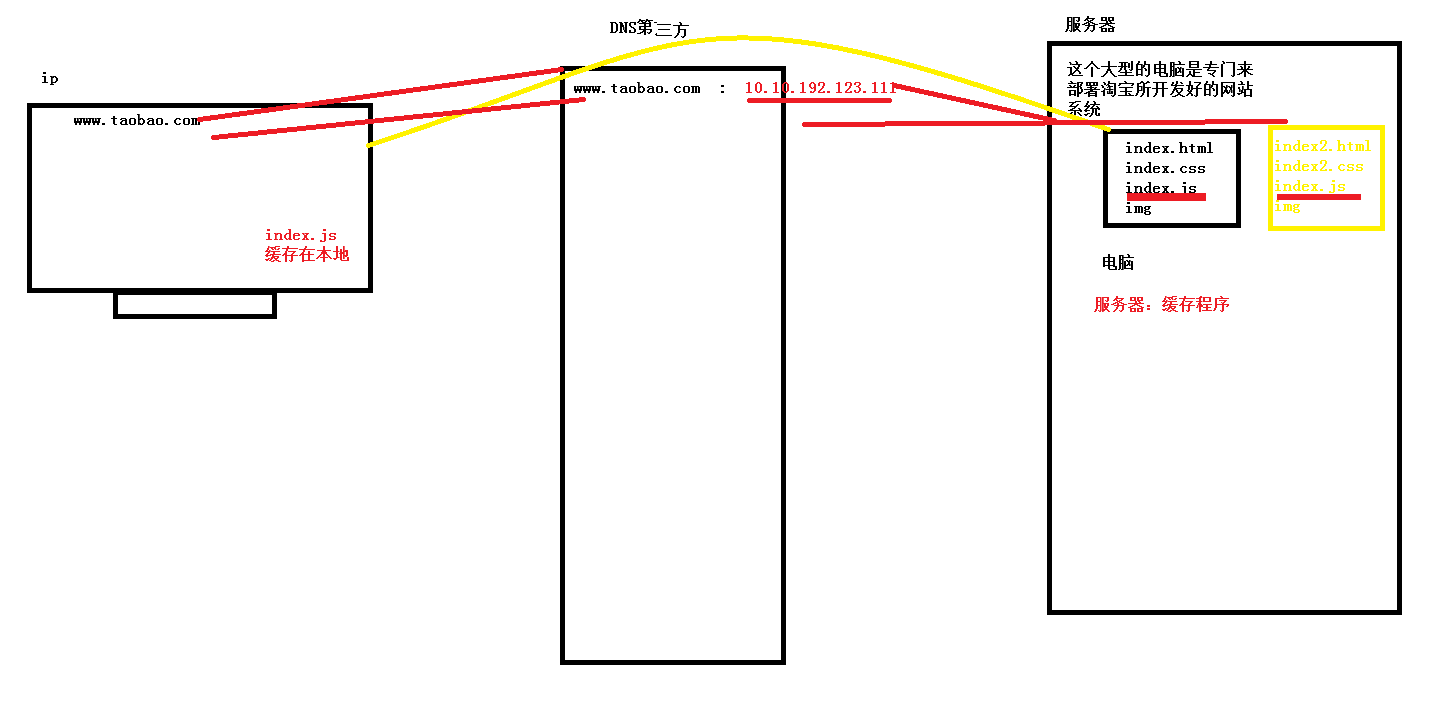 ip
www.taobao.com
index.js
缓存在本地
DNS第三方
www.taobao.com : 10.10.192.123.111
服务器
这个大型的电脑是专门来
部署淘宝所开发好的网站
系统
index.html
index.css
index.js
img
index2.html
index2.css
index.js
img
电脑
服务器：缓存程序